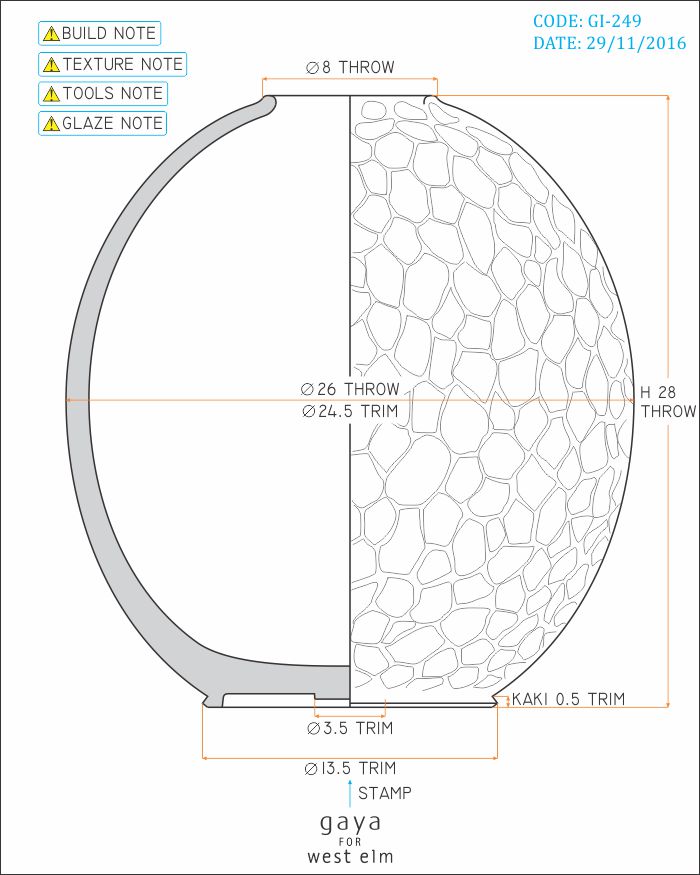 CODE: GI-249
DATE: 29/11/2016
BUILD NOTE
TEXTURE NOTE
TOOLS NOTE
GLAZE NOTE
∅8 THROW
∅26 THROW
∅24.5 TRIM
H 28
THROW
KAKI 0.5 TRIM
∅3.5 TRIM
∅13.5 TRIM
STAMP
gaya
FOR
west elm